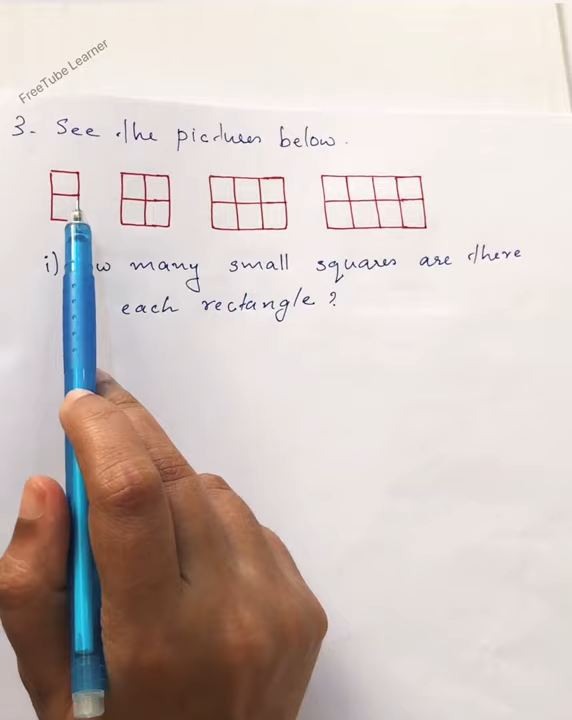 FreeTube Learner
3. See the pictures below.
i) many small squares are there
each rectangle?